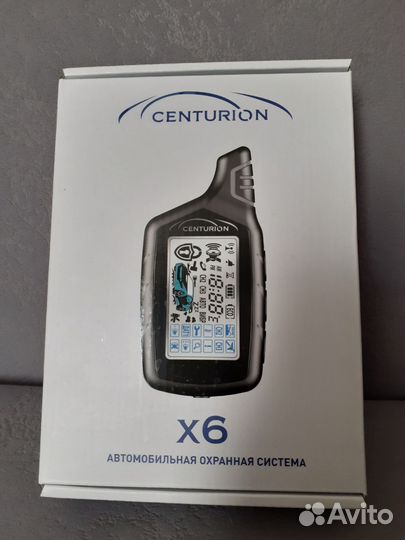 CENTURION
CENTURION
X6
АВТОМОБИЛЬНАЯ ОХРАННАЯ СИСТЕМА
Avito